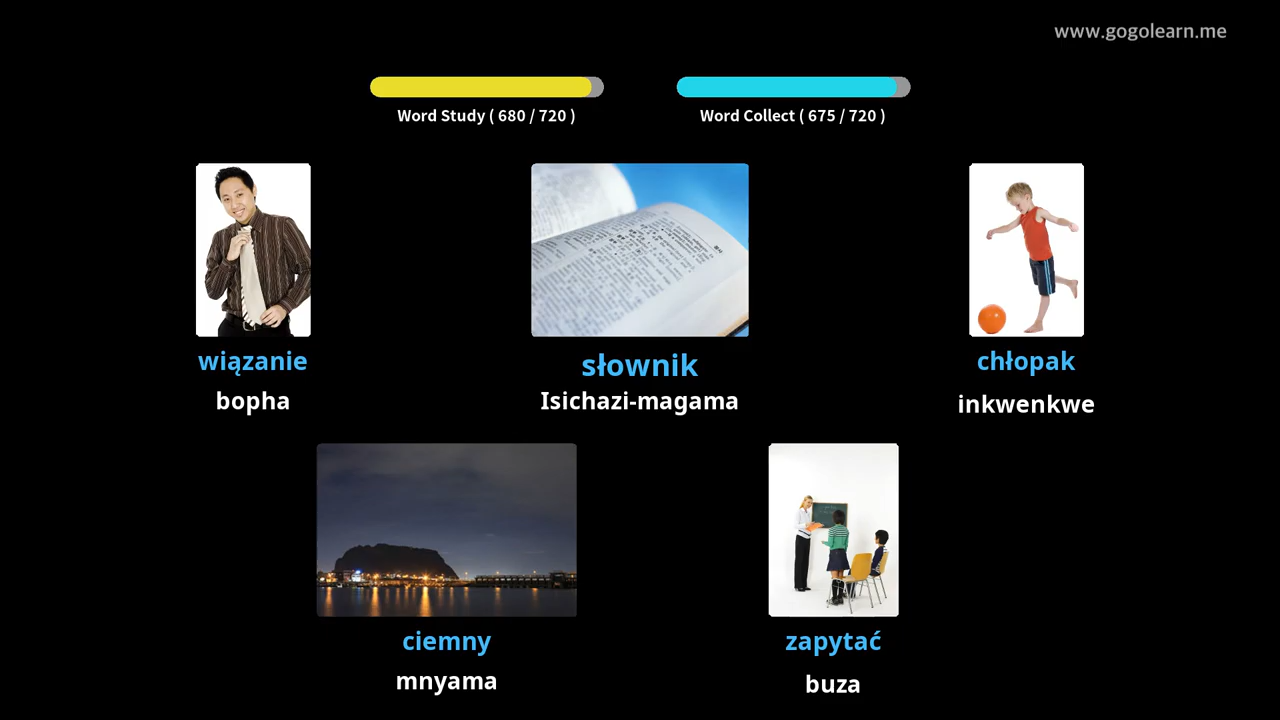 www.gogolearn.me
Word Study ( 680 / 720 )
Word Collect ( 675 / 720 )
wiązanie
słownik
chłopak
bopha
Isichazi-magama
inkwenkwe
ciemny
zapytać
mnyama
buza